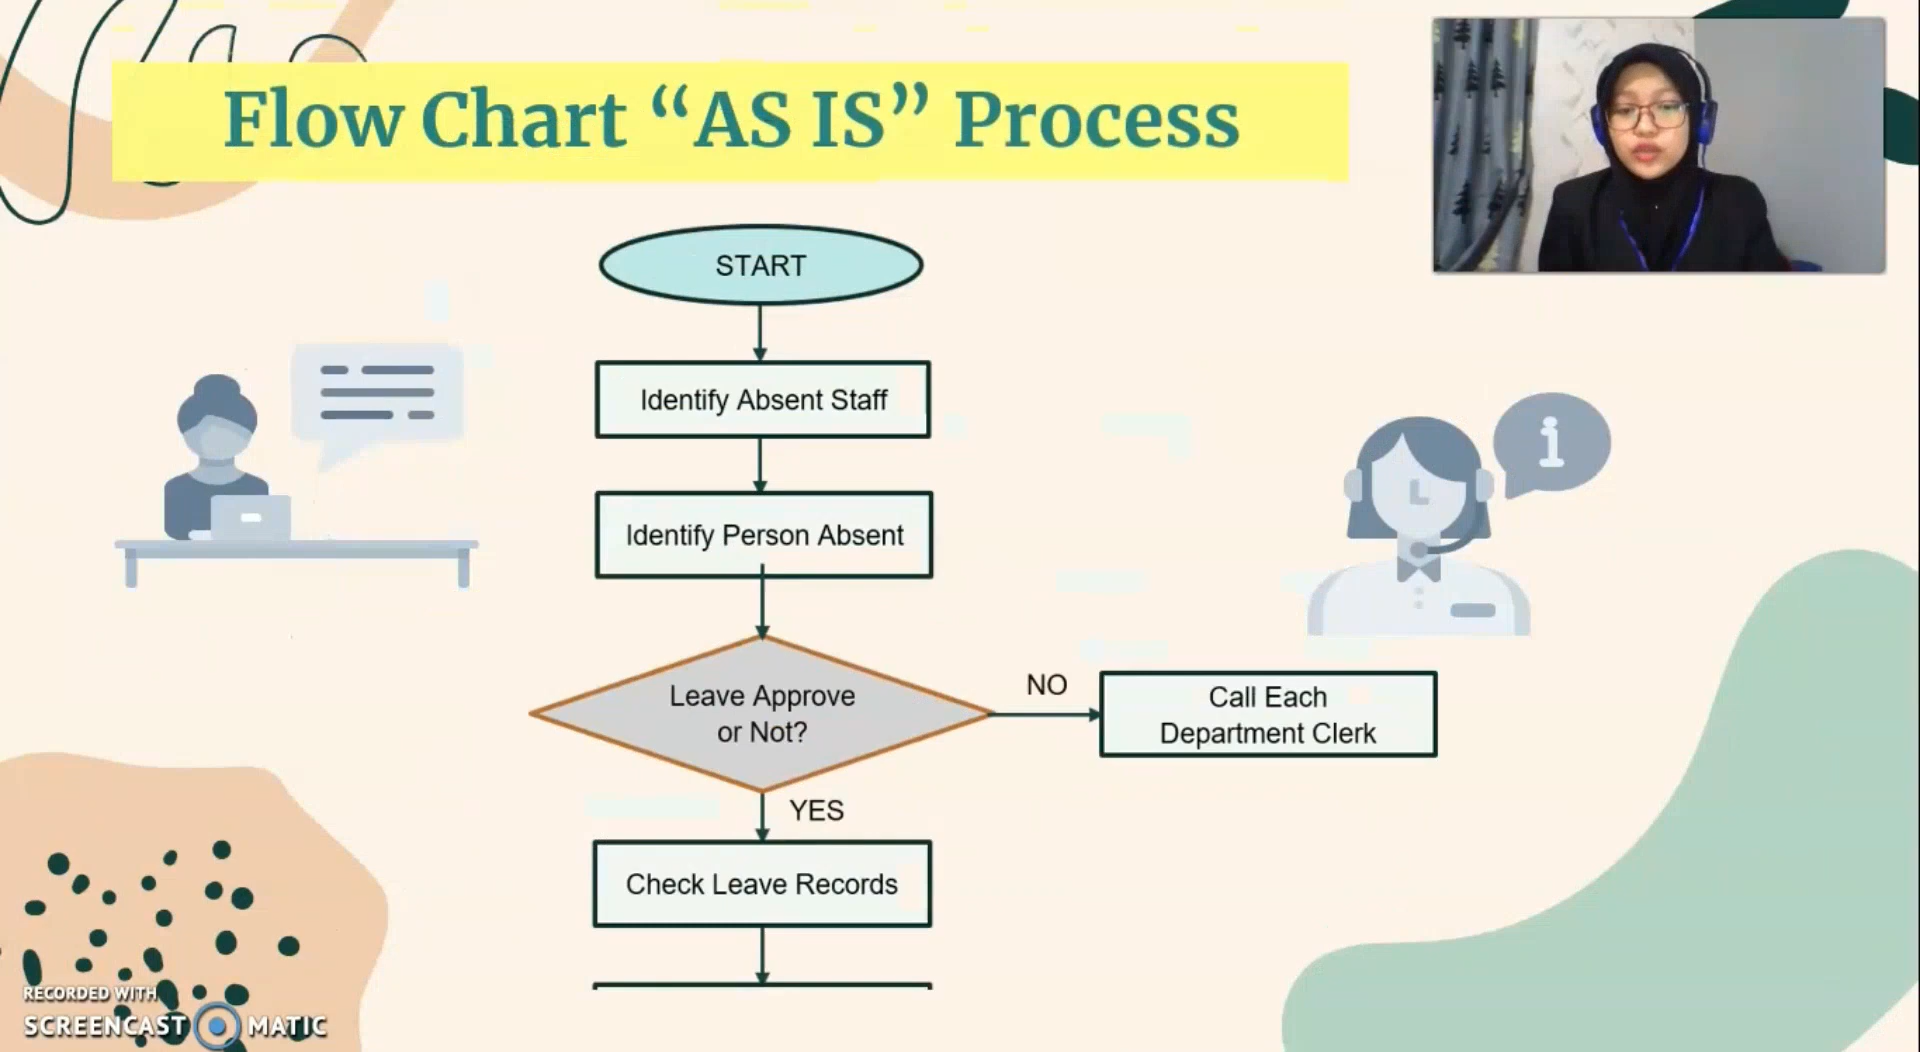 Flow Chart “AS IS” Process
START
Identify Absent Staff
i
Identify Person Absent
Leave Approve
or Not?
NO
Call Each
Department Clerk
YES
Check Leave Records
RECORDED WITH
SCREENCAST MATIC